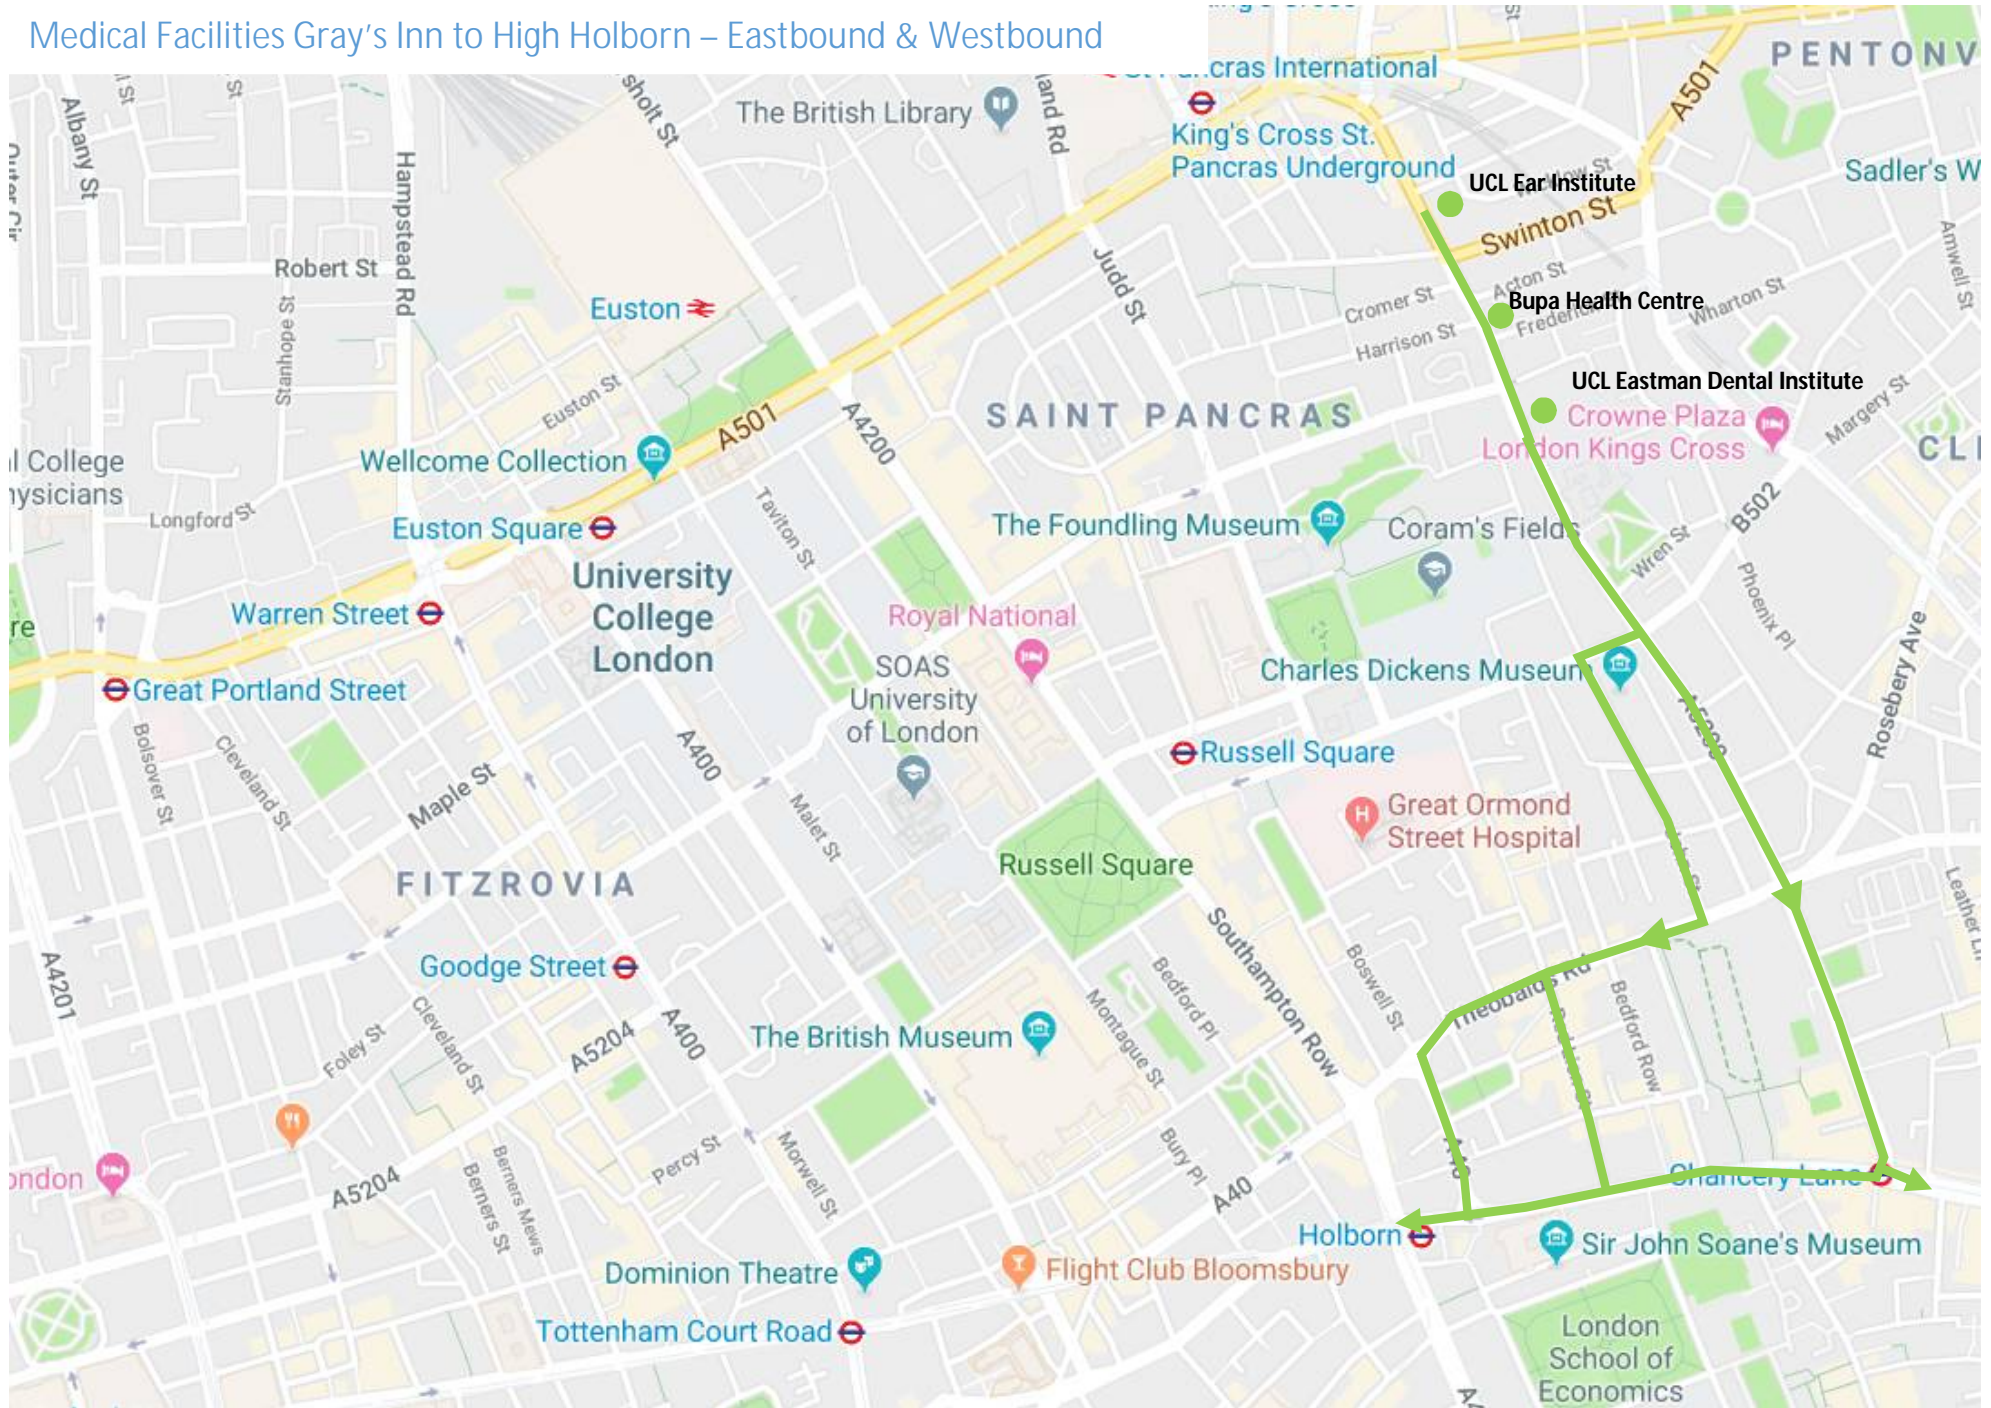 Medical Facilities Gray's Inn to High Holborn – Eastbound & Westbound
PENTONV
King's Cross St.
Pancras Underground
International
The British Library
A501
Sadler's W
Albany St
Hampstead Rd
UCL Ear Institute
Swinton St
Amwell St
Robert St
Judd St
Acton St
Bupa Health Centre
Wharton St
Cromer St
Harrison St
Euston
Stanhope St
Euston St
UCL Eastman Dental Institute
Crowne Plaza
London Kings Cross
Margery St
SAINT PANCRAS
A501
A4200
Wellcome Collection
College
Longford St
Euston Square
Taviton St
The Foundling Museum
Coram's Fields
B502
Wren St
Phoenix Pl
University
College
London
Warren Street
Royal National
Charles Dickens Museum
Rosebery Ave
Great Portland Street
SOAS
University
of London
Russell Square
Bolsover St
Cleveland St
Maple St
A400
Malet St
Great Ormond
Street Hospital
John St
Russell Square
FITZROVIA
Southampton Row
Boswell St
Leather Ln
Goodge Street
A4201
Bedford Pl
Theobalds Rd
Bedford Row
Cleveland St
Foley St
A5204
A400
The British Museum
Montague St
A5204
Berners St
Berners Mews
Percy St
Morwell St
Bury Pl
A40
A40
Chancery Lane
Holborn
Sir John Soane's Museum
Dominion Theatre
Flight Club Bloomsbury
Tottenham Court Road
London
School of
Economics